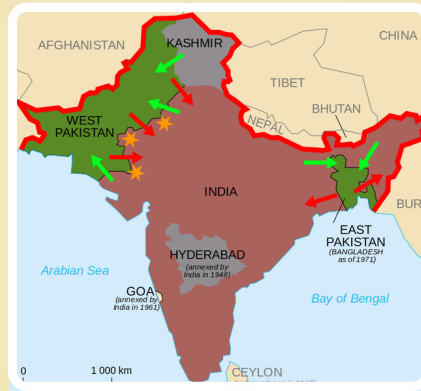 AFGHANISTAN
KASHMIR
CHINA
TIBET
BHUTAN
NEPAL
WEST
PAKISTAN
INDIA
BUR
EAST
PAKISTAN
(BANGLADESH
as of 1971)
HYDERABAD
(annexed by
India in 1948)
Arabian Sea
GOA
(annexed by
India in 1961)
Bay of Bengal
0
1 000 km
CEYLON